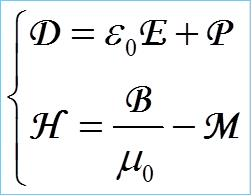 𝓓 = ε₀𝓔 + 𝓟
𝓗 = 𝓑/μ₀ − 𝓜